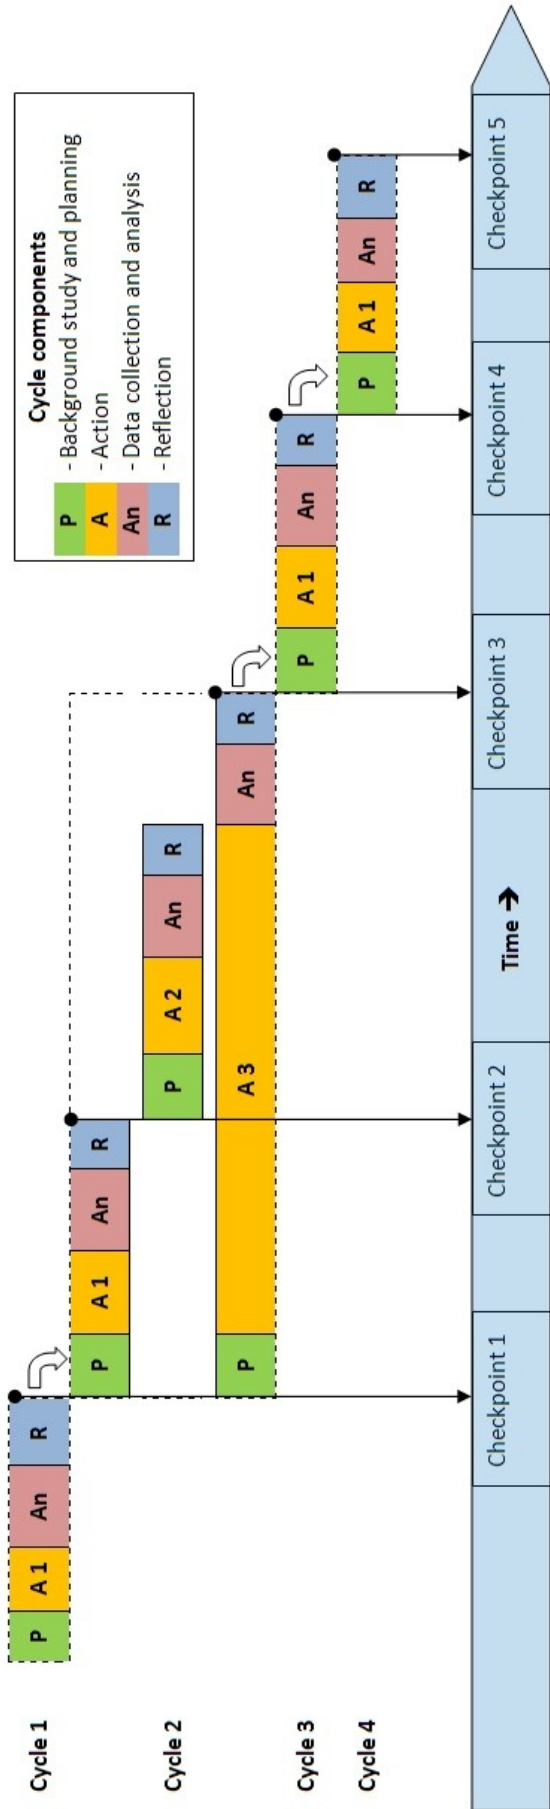 Cycle components
P - Background study and planning
A - Action
An - Data collection and analysis
R - Reflection
Cycle 1
P A 1 An R
P A 1 An R
Cycle 2
P A 2 An R
P A 3 An R
Cycle 3
P A 1 An R
Cycle 4
P A 1 An R
Checkpoint 1
Checkpoint 2
Time →
Checkpoint 3
Checkpoint 4
Checkpoint 5